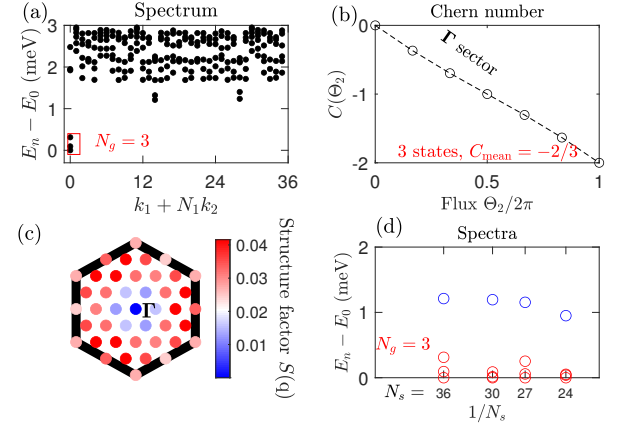 (a)
Spectrum
3
2
1
0
E_n − E_0 (meV)
N_g = 3
0
12
24
36
k_1 + N_1k_2
(b)
Chern number
0
-1
-2
C(Θ_2)
Γ sector
3 states, C_mean = −2/3
0
0.5
1
Flux Θ_2/2π
(c)
Γ
0.04
0.03
0.02
0.01
Structure factor S(q)
(d)
Spectra
2
1
0
E_n − E_0 (meV)
N_g = 3
N_s =
36
30
27
24
1/N_s